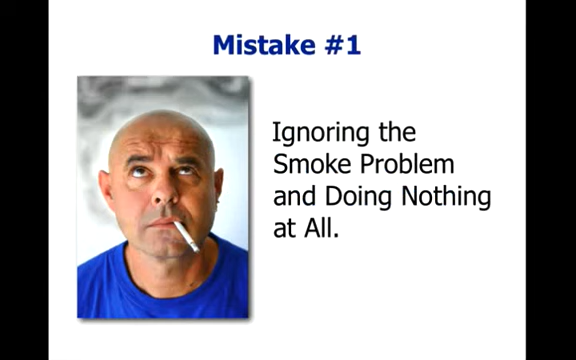 Mistake #1
Ignoring the
Smoke Problem
and Doing Nothing
at All.